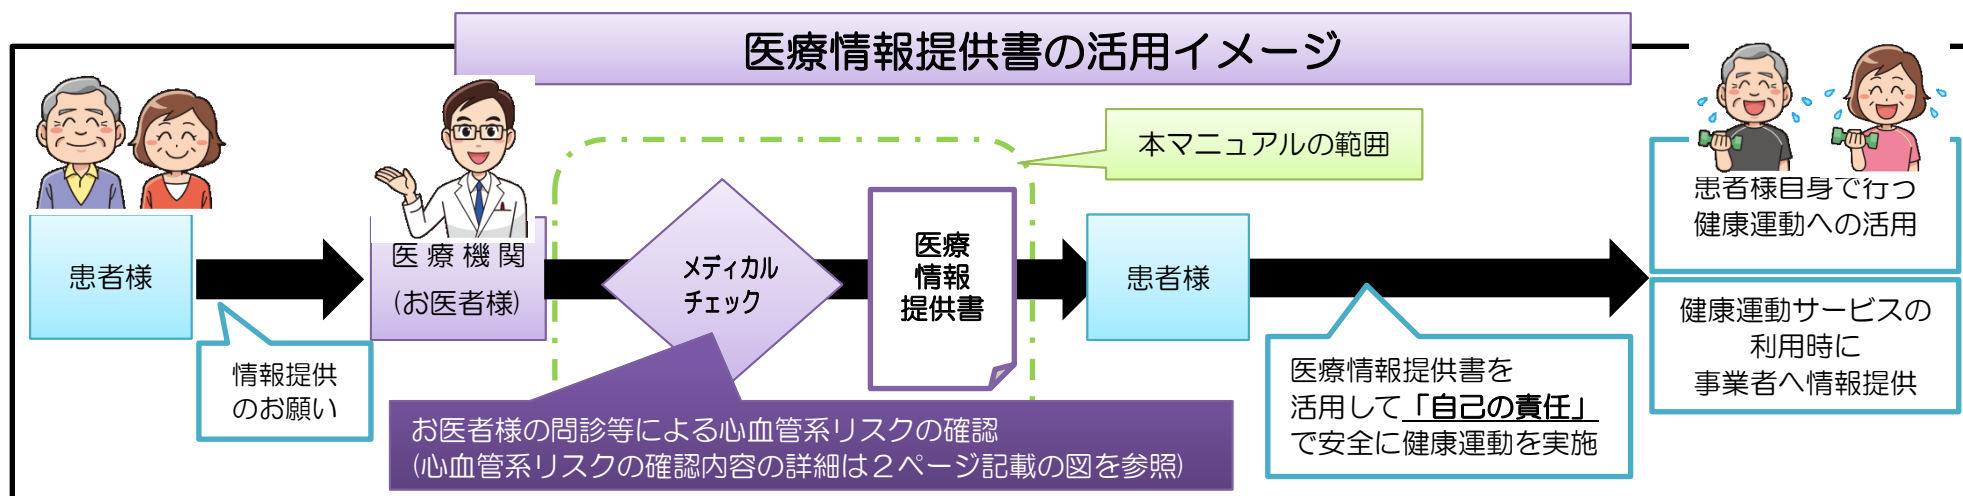 医療情報提供書の活用イメージ
本マニュアルの範囲
患者様
情報提供
のお願い
医療機関
(お医者様)
メディカル
チェック
お医者様の問診等による心血管系リスクの確認
(心血管系リスクの確認内容の詳細は２ページ記載の図を参照)
医療
情報
提供書
患者様
医療情報提供書を
活用して「自己の責任」
で安全に健康運動を実施
患者様自身で行う
健康運動への活用
健康運動サービスの
利用時に
事業者へ情報提供